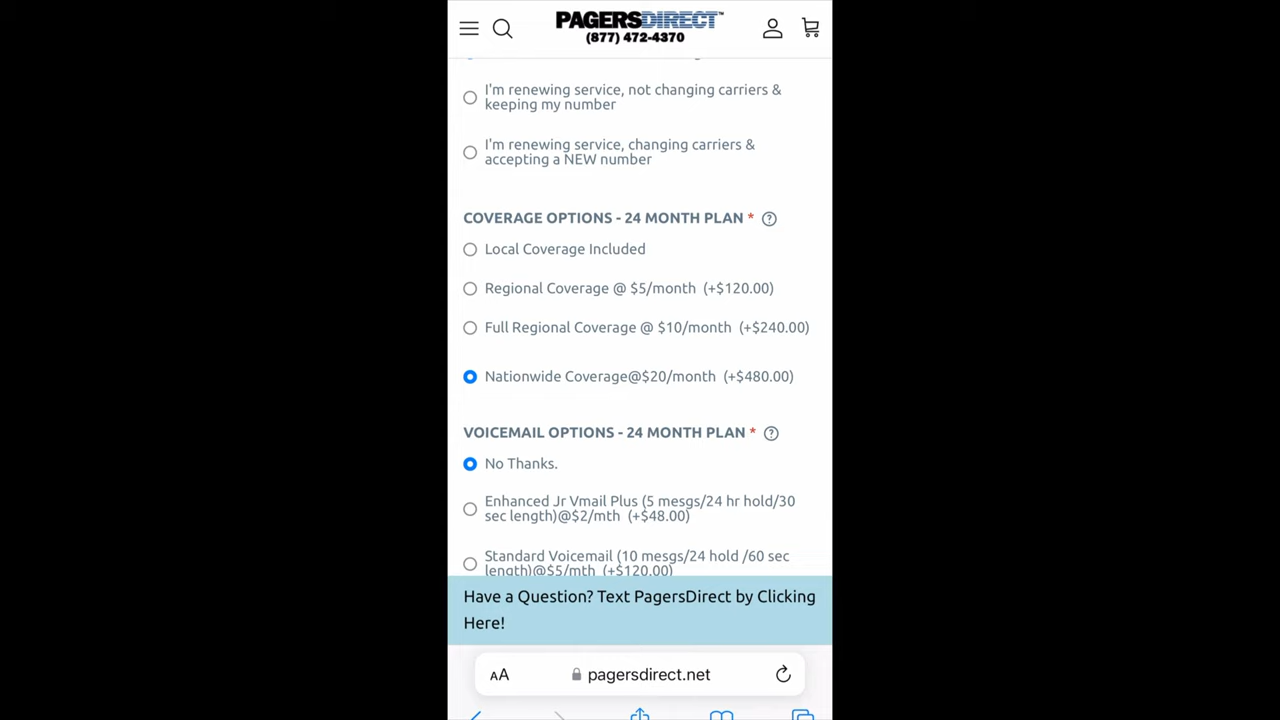 PAGERSDIRECT™
(877) 472-4370
I'm renewing service, not changing carriers &
keeping my number
I'm renewing service, changing carriers &
accepting a NEW number
COVERAGE OPTIONS - 24 MONTH PLAN *
Local Coverage Included
Regional Coverage @ $5/month (+$120.00)
Full Regional Coverage @ $10/month (+$240.00)
Nationwide Coverage@$20/month (+$480.00)
VOICEMAIL OPTIONS - 24 MONTH PLAN *
No Thanks.
Enhanced Jr Vmail Plus (5 mesgs/24 hr hold/30
sec length)@$2/mth (+$48.00)
Standard Voicemail (10 mesgs/24 hold /60 sec
length)@$5/mth (+$120.00)
Have a Question? Text PagersDirect by Clicking
Here!
AA pagersdirect.net